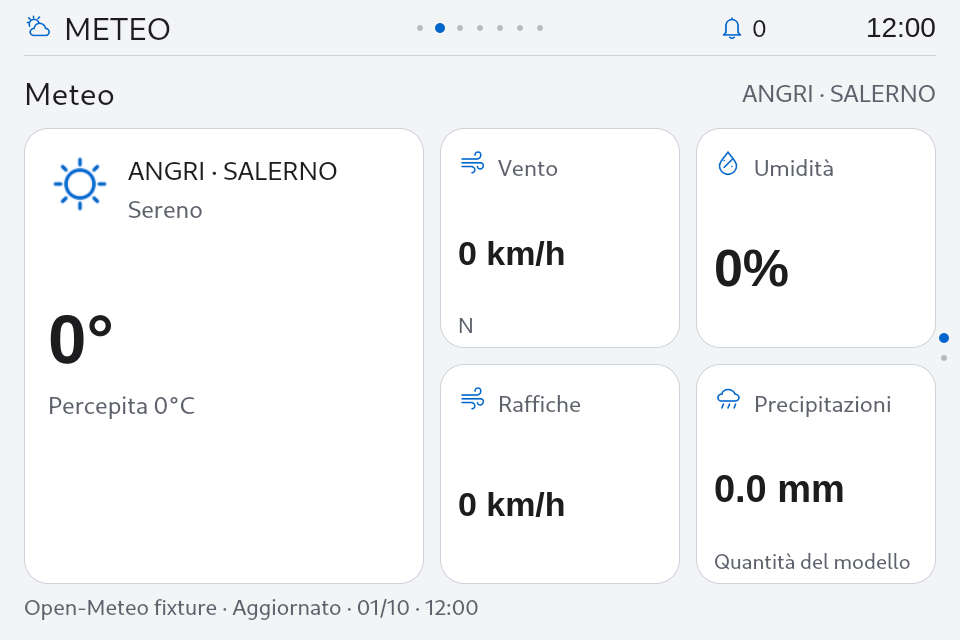 METEO
0
12:00
Meteo
ANGRI · SALERNO
ANGRI · SALERNO
Sereno
0°
Percepita 0°C
Vento
0 km/h
N
Umidità
0%
Raffiche
0 km/h
Precipitazioni
0.0 mm
Quantità del modello
Open-Meteo fixture · Aggiornato · 01/10 · 12:00